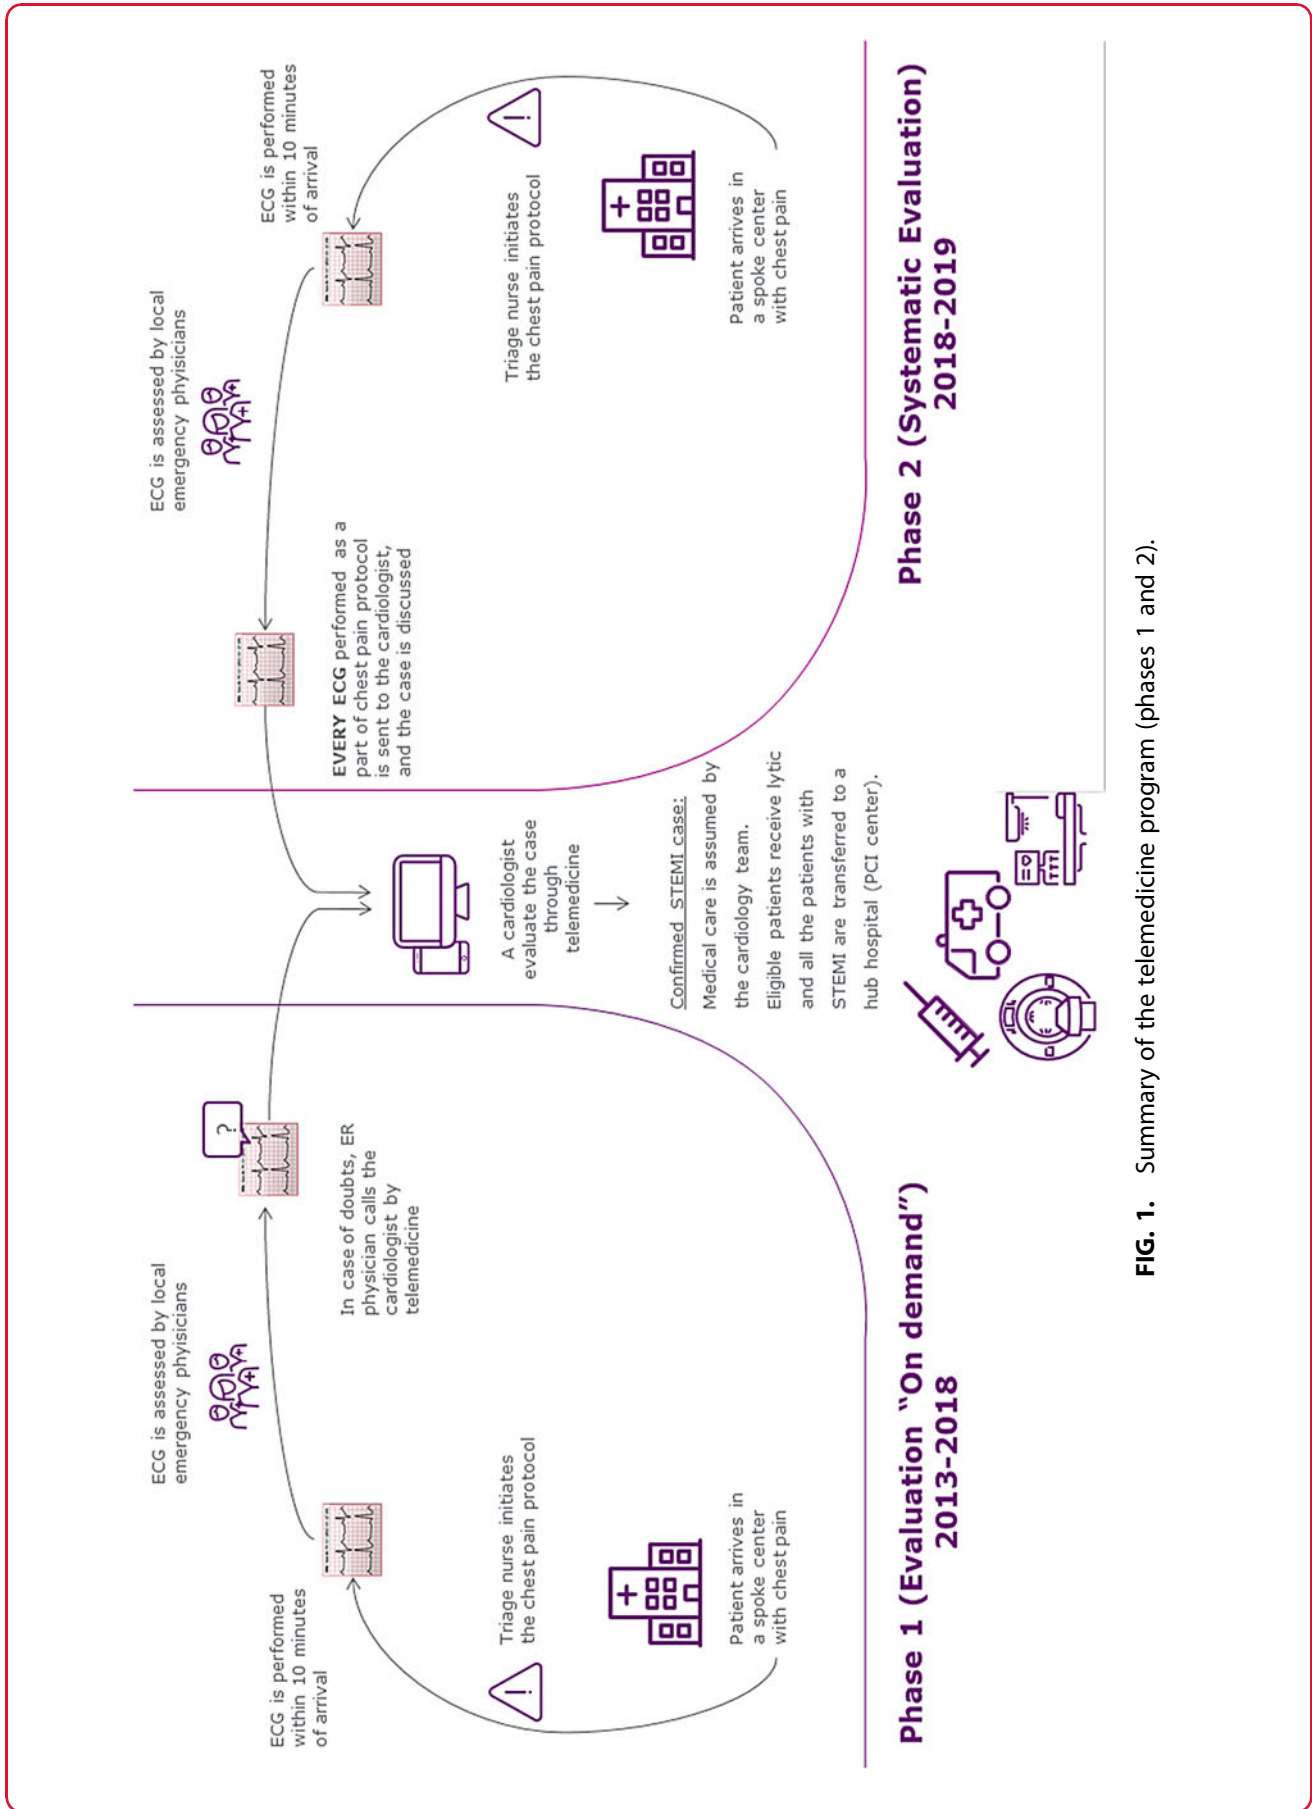 ECG is performed
within 10 minutes
of arrival
Triage nurse initiates
the chest pain protocol
Patient arrives in
a spoke center
with chest pain
ECG is assessed by local
emergency phyisicians
?
In case of doubts, ER
physician calls the
cardiologist by
telemedicine
Phase 1 (Evaluation “On demand”)
2013-2018
A cardiologist
evaluate the case
through
telemedicine
Confirmed STEMI case:
Medical care is assumed by
the cardiology team.
Eligible patients receive lytic
and all the patients with
STEMI are transferred to a
hub hospital (PCI center).
EVERY ECG performed as a
part of chest pain protocol
is sent to the cardiologist,
and the case is discussed
ECG is assessed by local
emergency phyisicians
ECG is performed
within 10 minutes
of arrival
Triage nurse initiates
the chest pain protocol
Patient arrives in
a spoke center
with chest pain
Phase 2 (Systematic Evaluation)
2018-2019
FIG. 1. Summary of the telemedicine program (phases 1 and 2).